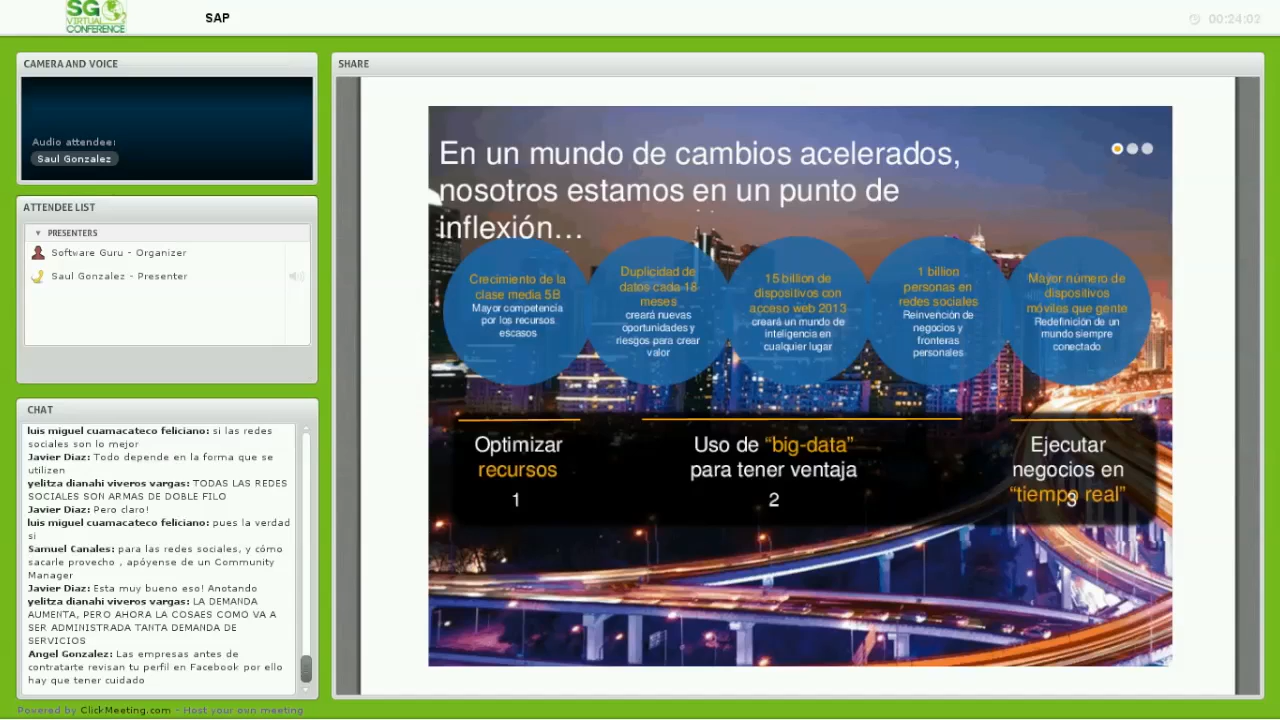 SG
VIRTUAL
CONFERENCE
SAP
00:24:02
CAMERA AND VOICE
Audio attendee:
Saul Gonzalez
ATTENDEE LIST
PRESENTERS
Software Guru - Organizer
Saul Gonzalez - Presenter
CHAT
luis miguel cuamacateco feliciano: si las redes
sociales son lo mejor
Javier Diaz: Todo depende en la forma que se
utilizen
yelitza dianahi viveros vargas: TODAS LAS REDES
SOCIALES SON ARMAS DE DOBLE FILO
Javier Diaz: Pero claro!
luis miguel cuamacateco feliciano: pues la verdad
si
Samuel Canales: para las redes sociales, y cómo
sacarle provecho , apóyense de un Community
Manager
Javier Diaz: Esta muy bueno eso! Anotando
yelitza dianahi viveros vargas: LA DEMANDA
AUMENTA, PERO AHORA LA COSAES COMO VA A
SER ADMINISTRADA TANTA DEMANDA DE
SERVICIOS
Angel Gonzalez: Las empresas antes de
contratarte revisan tu perfil en Facebook por ello
hay que tener cuidado
SHARE
En un mundo de cambios acelerados,
nosotros estamos en un punto de
inflexión…
Crecimiento de la
clase media 5B
Mayor competencia
por los recursos
escasos
Duplicidad de
datos cada 18
meses
creará nuevas
oportunidades y
riesgos para crear
valor
15 billion de
dispositivos con
acceso web 2013
creará un mundo de
inteligencia en
cualquier lugar
1 billion
personas en
redes sociales
Reinvención de
negocios y
fronteras
personales
Mayor número de
dispositivos
móviles que gente
Redefinición de un
mundo siempre
conectado
Optimizar
recursos
1
Uso de “big-data”
para tener ventaja
2
Ejecutar
negocios en
“tiempo real”
3
Powered by ClickMeeting.com - Host your own meeting